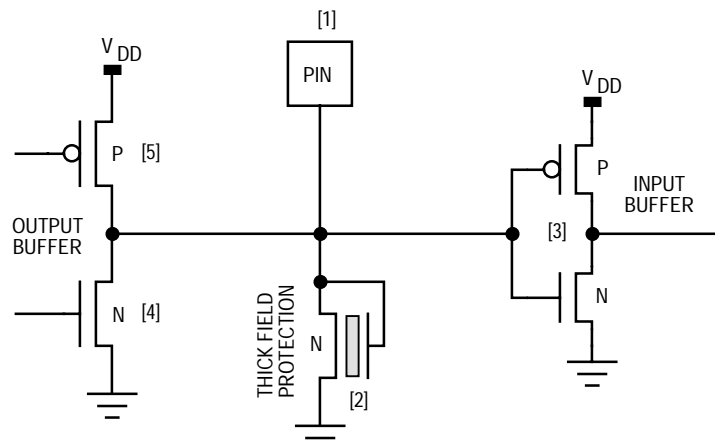 [1]
V DD
PIN
V DD
P [5]
P
INPUT
BUFFER
OUTPUT
BUFFER
[3]
N [4]
N
THICK FIELD
PROTECTION
N
[2]